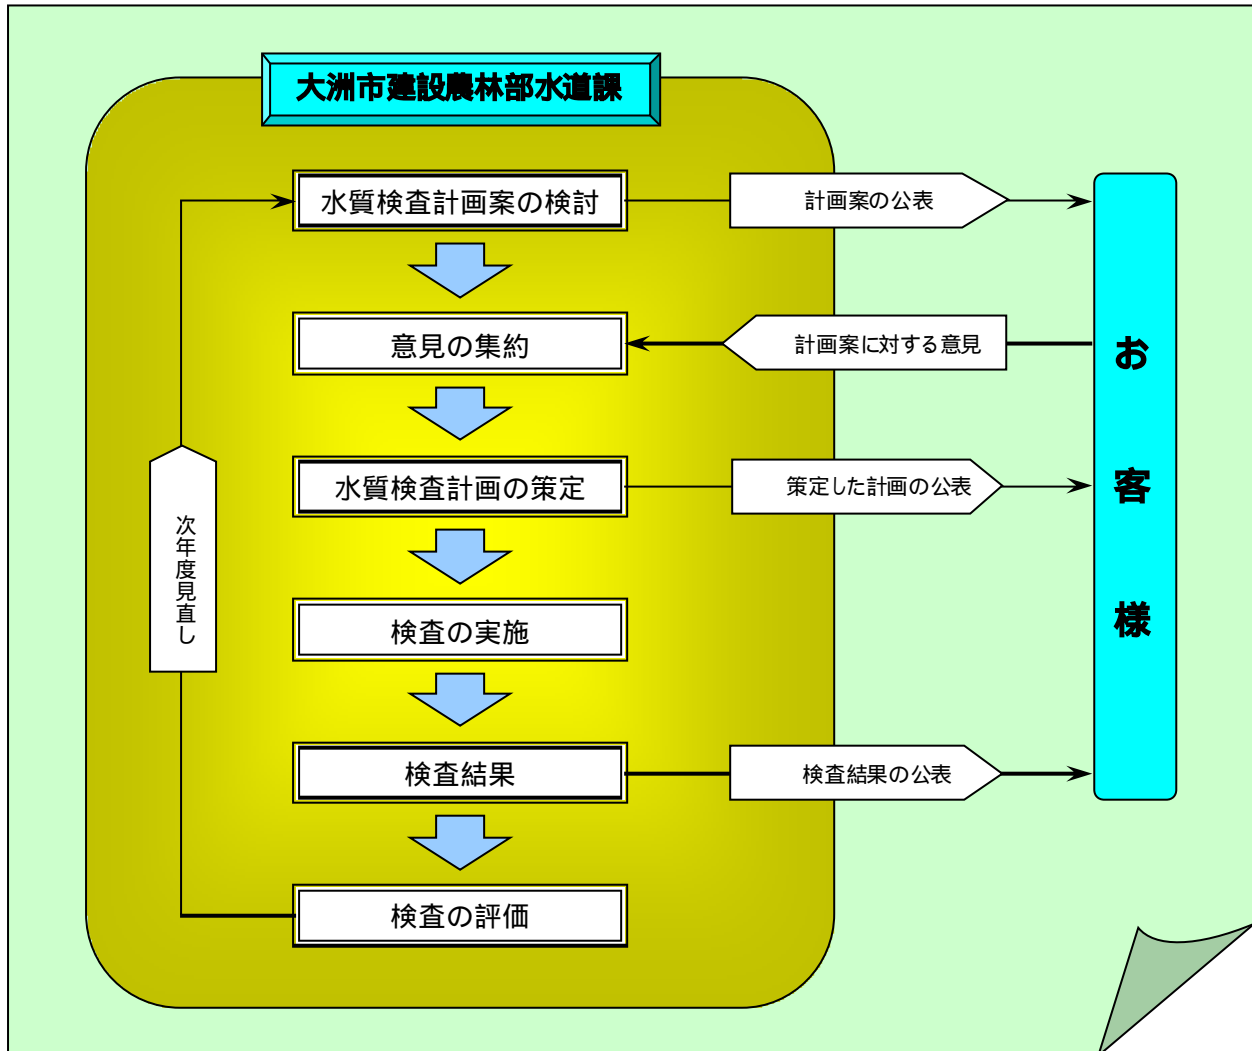 大洲市建設農林部水道課
水質検査計画案の検討
計画案の公表
意見の集約
計画案に対する意見
水質検査計画の策定
策定した計画の公表
検査の実施
検査結果
検査結果の公表
検査の評価
次年度見直し
お客様